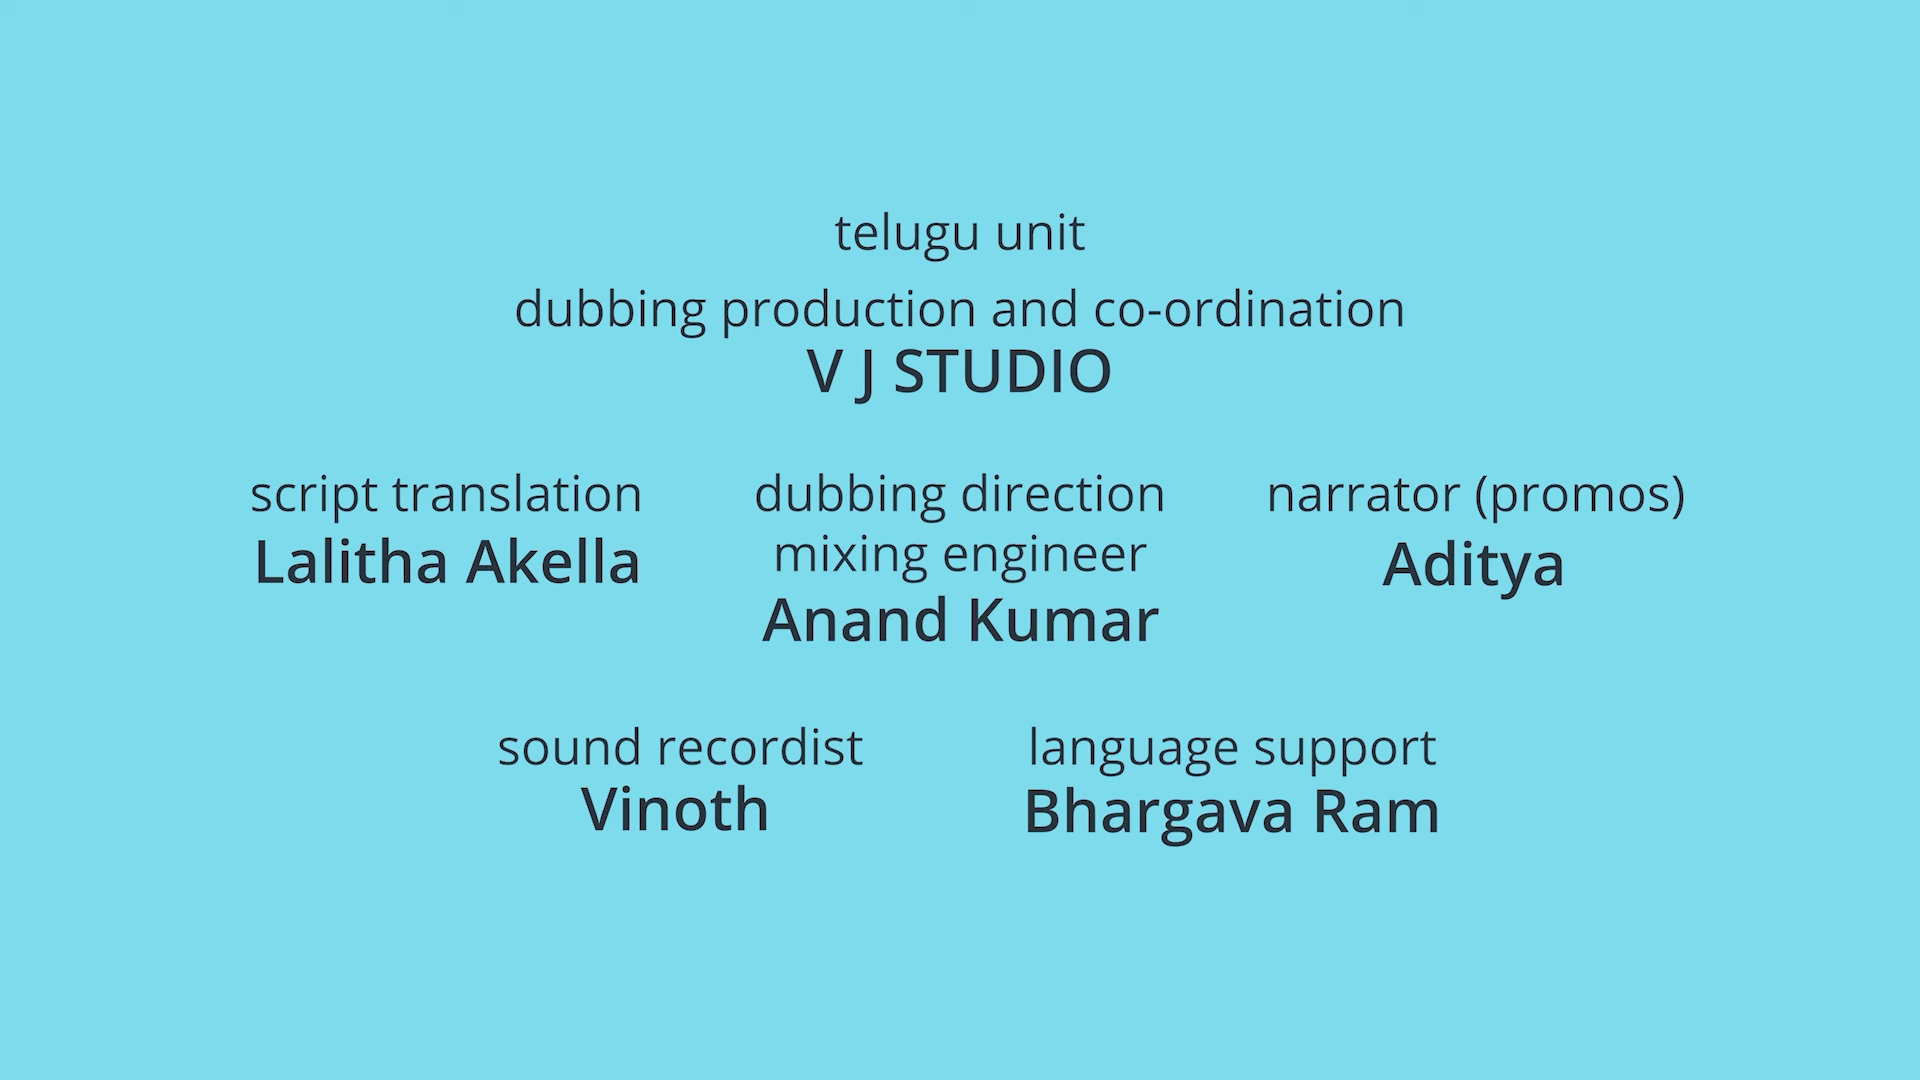 telugu unit
dubbing production and co-ordination
V J STUDIO
script translation
Lalitha Akella
dubbing direction
mixing engineer
Anand Kumar
narrator (promos)
Aditya
sound recordist
Vinoth
language support
Bhargava Ram